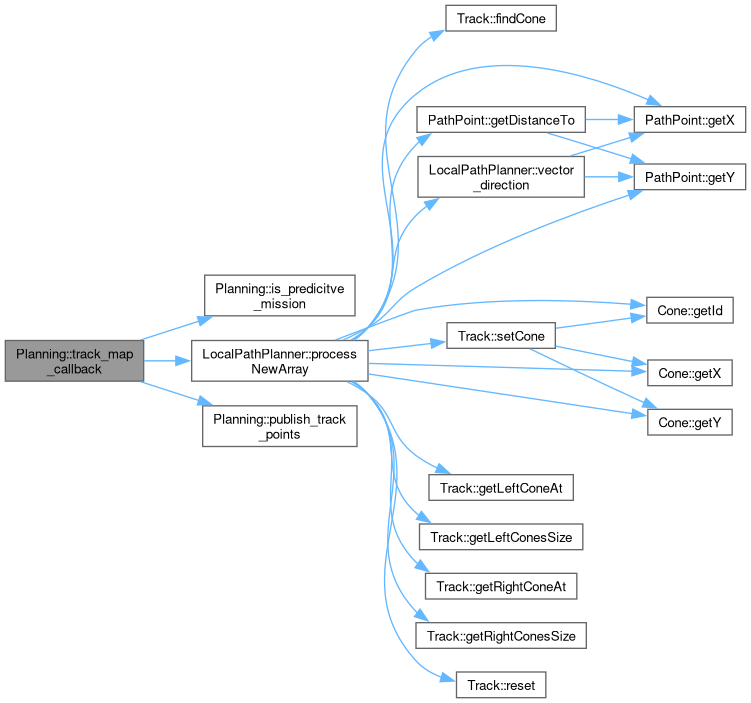 Track::findCone
PathPoint::getDistanceTo
PathPoint::getX
LocalPathPlanner::vector
_direction
PathPoint::getY
Planning::is_predicitve
_mission
Cone::getId
Planning::track_map
_callback
LocalPathPlanner::process
NewArray
Track::setCone
Cone::getX
Planning::publish_track
_points
Cone::getY
Track::getLeftConeAt
Track::getLeftConesSize
Track::getRightConeAt
Track::getRightConesSize
Track::reset